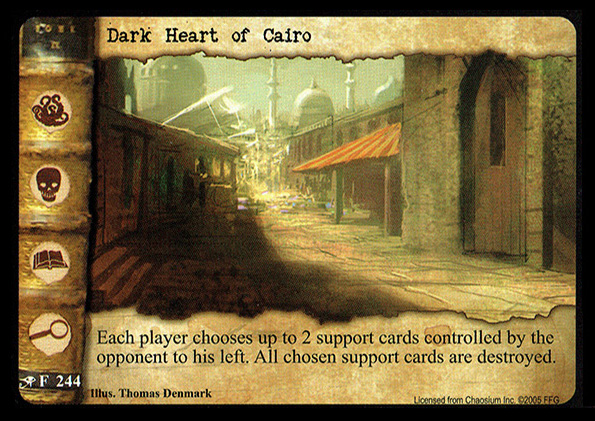 Dark Heart of Cairo
Each player chooses up to 2 support cards controlled by the
opponent to his left. All chosen support cards are destroyed.
F 244
Illus. Thomas Denmark
Licensed from Chaosium Inc. ©2005 FFG